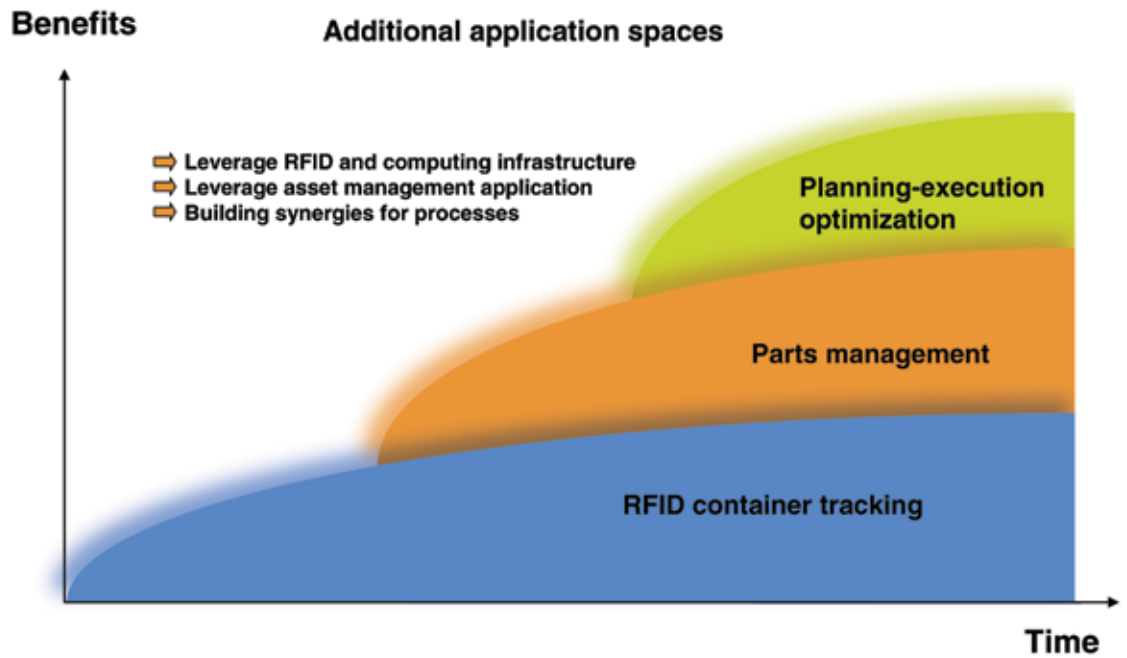 Benefits
Additional application spaces
Leverage RFID and computing infrastructure
Leverage asset management application
Building synergies for processes
Planning-execution
optimization
Parts management
RFID container tracking
Time